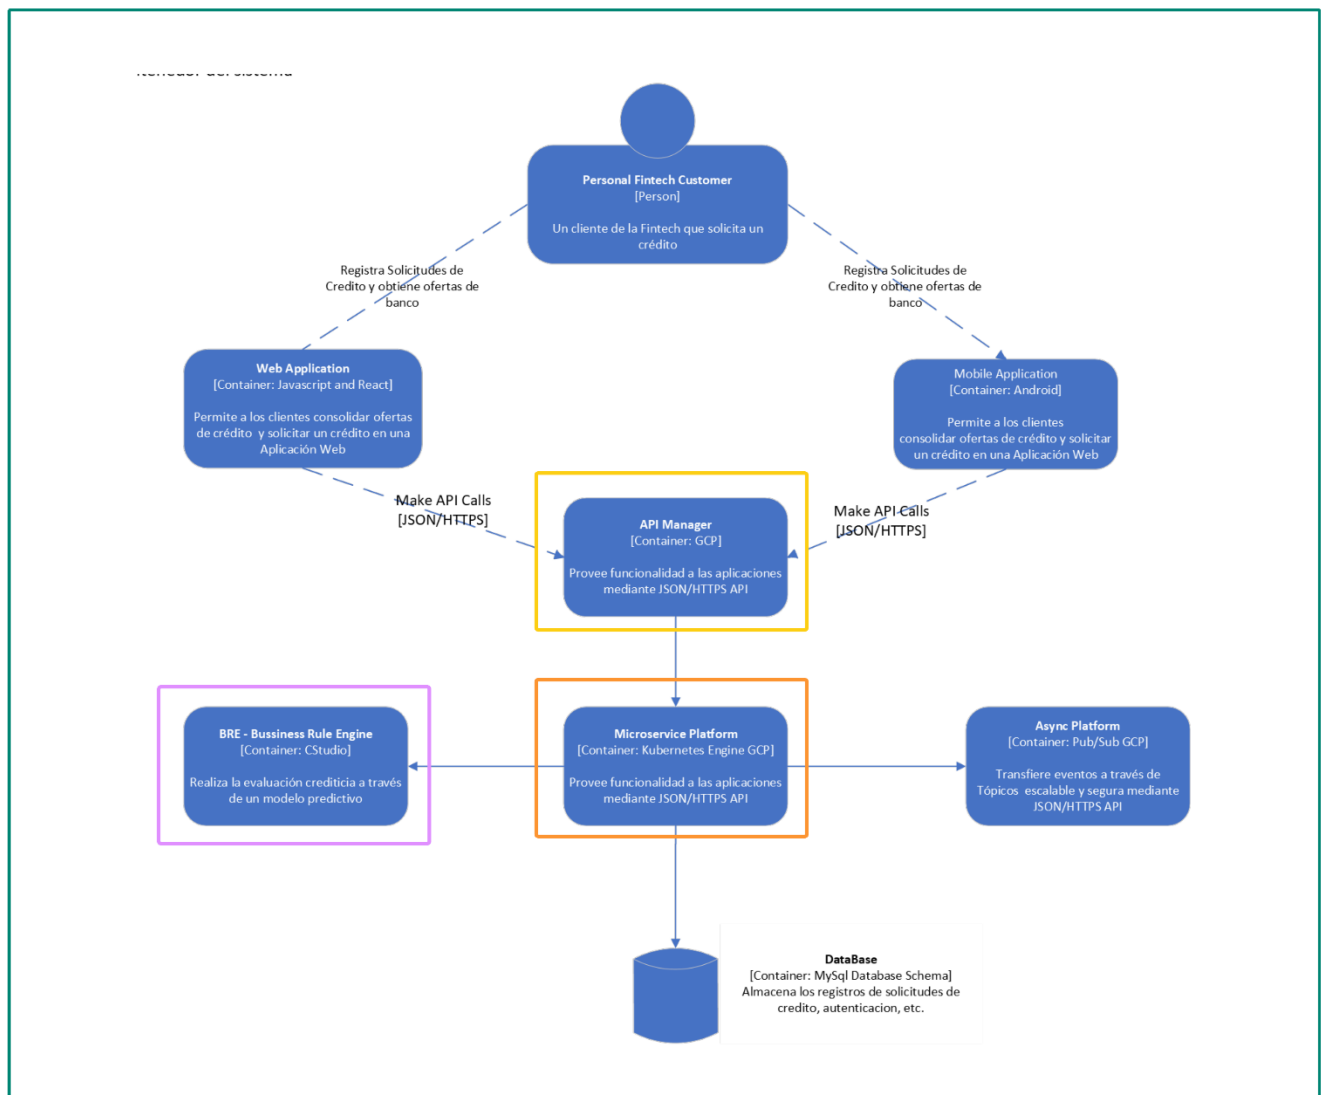 Personal Fintech Customer
[Person]
Un cliente de la Fintech que solicita un
crédito
Registra Solicitudes de
Credito y obtiene ofertas de
banco
Registra Solicitudes de
Credito y obtiene ofertas de
banco
Web Application
[Container: Javascript and React]
Permite a los clientes consolidar ofertas
de crédito y solicitar un crédito en una
Aplicación Web
Mobile Application
[Container: Android]
Permite a los clientes
consolidar ofertas de crédito y solicitar
un crédito en una Aplicación Web
Make API Calls
[JSON/HTTPS]
API Manager
[Container: GCP]
Provee funcionalidad a las aplicaciones
mediante JSON/HTTPS API
Make API Calls
[JSON/HTTPS]
BRE - Bussiness Rule Engine
[Container: CStudio]
Realiza la evaluación crediticia a través
de un modelo predictivo
Microservice Platform
[Container: Kubernetes Engine GCP]
Provee funcionalidad a las aplicaciones
mediante JSON/HTTPS API
Async Platform
[Container: Pub/Sub GCP]
Transfiere eventos a través de
Tópicos escalable y segura mediante
JSON/HTTPS API
DataBase
[Container: MySql Database Schema]
Almacena los registros de solicitudes de
credito, autenticacion, etc.